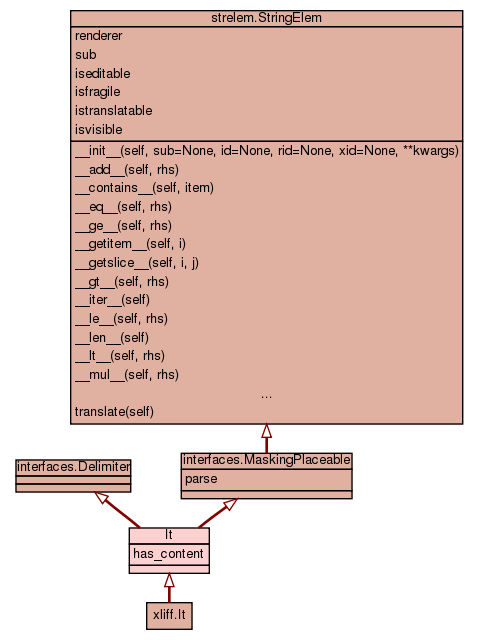 strelem.StringElem
renderer
sub
iseditable
isfragile
istranslatable
isvisible
__init__(self, sub=None, id=None, rid=None, xid=None, **kwargs)
__add__(self, rhs)
__contains__(self, item)
__eq__(self, rhs)
__ge__(self, rhs)
__getitem__(self, i)
__getslice__(self, i, j)
__gt__(self, rhs)
__iter__(self)
__le__(self, rhs)
__len__(self)
__lt__(self, rhs)
__mul__(self, rhs)
...
translate(self)
interfaces.Delimiter
interfaces.MaskingPlaceable
parse
It
has_content
xliff.It